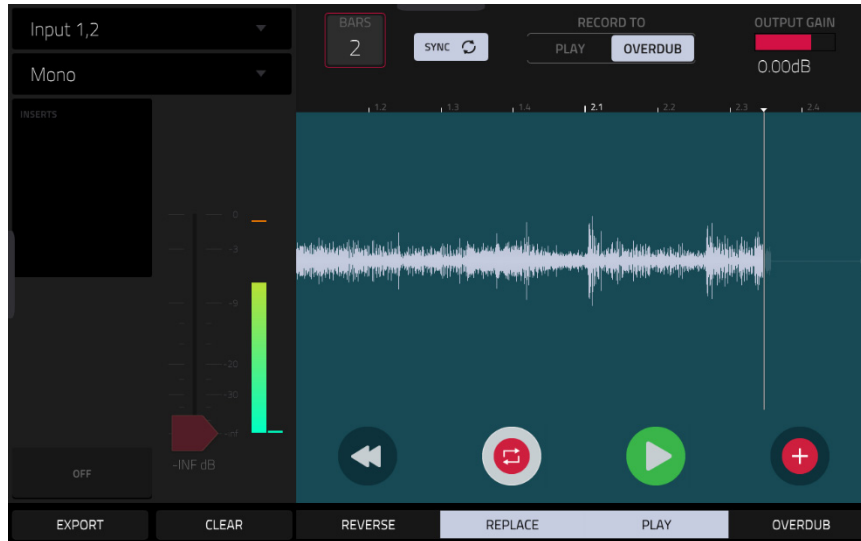 Input 1,2
Mono
INSERTS
0
-3
-9
-20
-30
-inf
-INF dB
OFF
BARS
2
SYNC
RECORD TO
PLAY
OVERDUB
OUTPUT GAIN
0.00dB
1.2
1.3
1.4
2.1
2.2
2.3
2.4
EXPORT
CLEAR
REVERSE
REPLACE
PLAY
OVERDUB